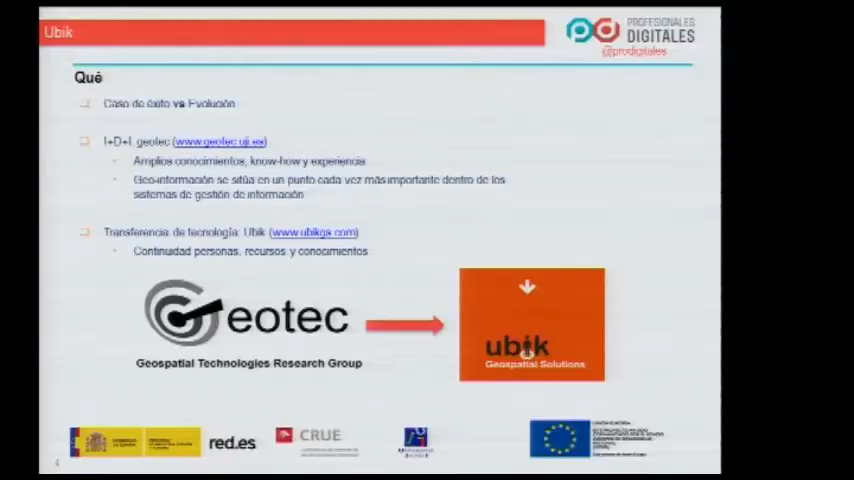 Ubik
PROFESIONALES
DIGITALES
@prodigitales
Qué
Caso de éxito vs Evolución
I+D+I: geotec (www.geotec.uji.es)
Amplios conocimientos, know-how y experiencia
Geo-información se sitúa en un punto cada vez más importante dentro de los
sistemas de gestión de información
Transferencia de tecnología: Ubik (www.ubikgs.com)
Continuidad personas, recursos y conocimientos
Geotec
Geospatial Technologies Research Group
ubik
Geospatial Solutions
red.es
CRUE